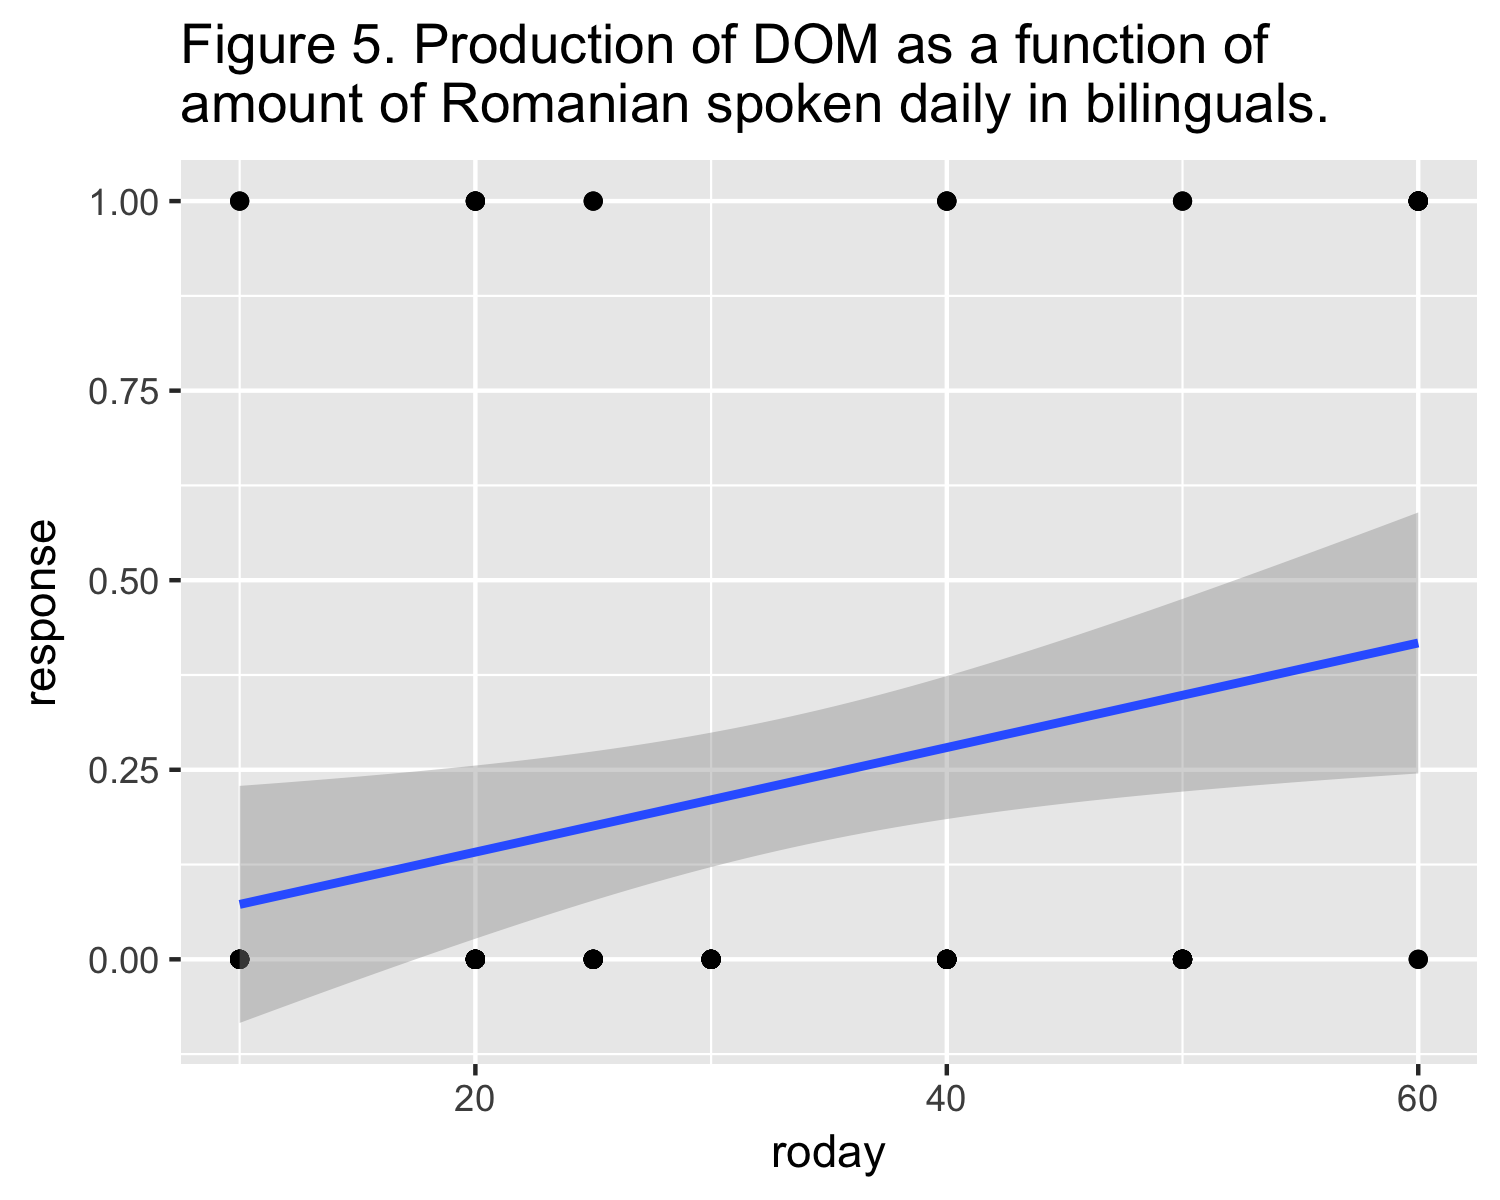 Figure 5. Production of DOM as a function of
amount of Romanian spoken daily in bilinguals.
1.00
0.75
0.50
0.25
0.00
response
20 40 60
roday